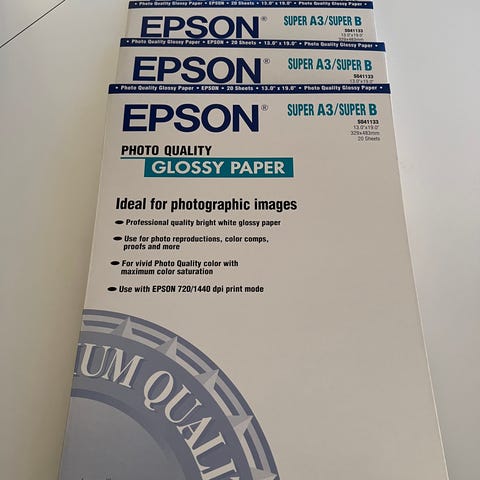 Photo Quality Glossy Paper • EPSON • 20 Sheets • 13.0" x 19.0" • Photo Quality Glossy Paper
EPSON®
SUPER A3/SUPER B
S041133
13.0"x19.0"
329x483mm
• Photo Quality Glossy Paper • EPSON • 20 Sheets • 13.0" x 19.0" • Photo Quality Glossy Paper •
EPSON®
SUPER A3/SUPER B
S041133
13.0"x19.0"
• Photo Quality Glossy Paper • EPSON • 20 Sheets • 13.0" x 19.0" • Photo Quality Glossy Paper •
EPSON®
SUPER A3/SUPER B
S041133
13.0"x19.0"
329x483mm
20 Sheets
PHOTO QUALITY
GLOSSY PAPER
Ideal for photographic images
Professional quality bright white glossy paper
Use for photo reproductions, color comps,
proofs and more
For vivid Photo Quality color with
maximum color saturation
Use with EPSON 720/1440 dpi print mode
IUM QUALI